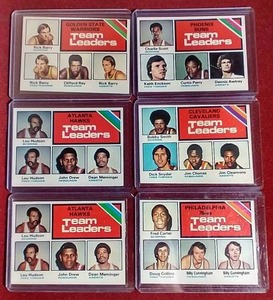 GOLDEN STATE
WARRIORS
Team
Leaders
Rick Barry
Rick Barry
Clifford Ray
Rick Barry
PHOENIX
SUNS
Team
Leaders
Charlie Scott
Keith Erickson
Curtis Perry
Dennis Awtrey
ATLANTA
HAWKS
Team
Leaders
Lou Hudson
Lou Hudson
John Drew
Dean Meminger
CLEVELAND
CAVALIERS
Team
Leaders
Bobby Smith
Dick Snyder
Jim Chones
Jim Cleamons
ATLANTA
HAWKS
Team
Leaders
Lou Hudson
Lou Hudson
John Drew
Dean Meminger
PHILADELPHIA
76ers
Team
Leaders
Fred Carter
Doug Collins
Billy Cunningham
Billy Cunningham